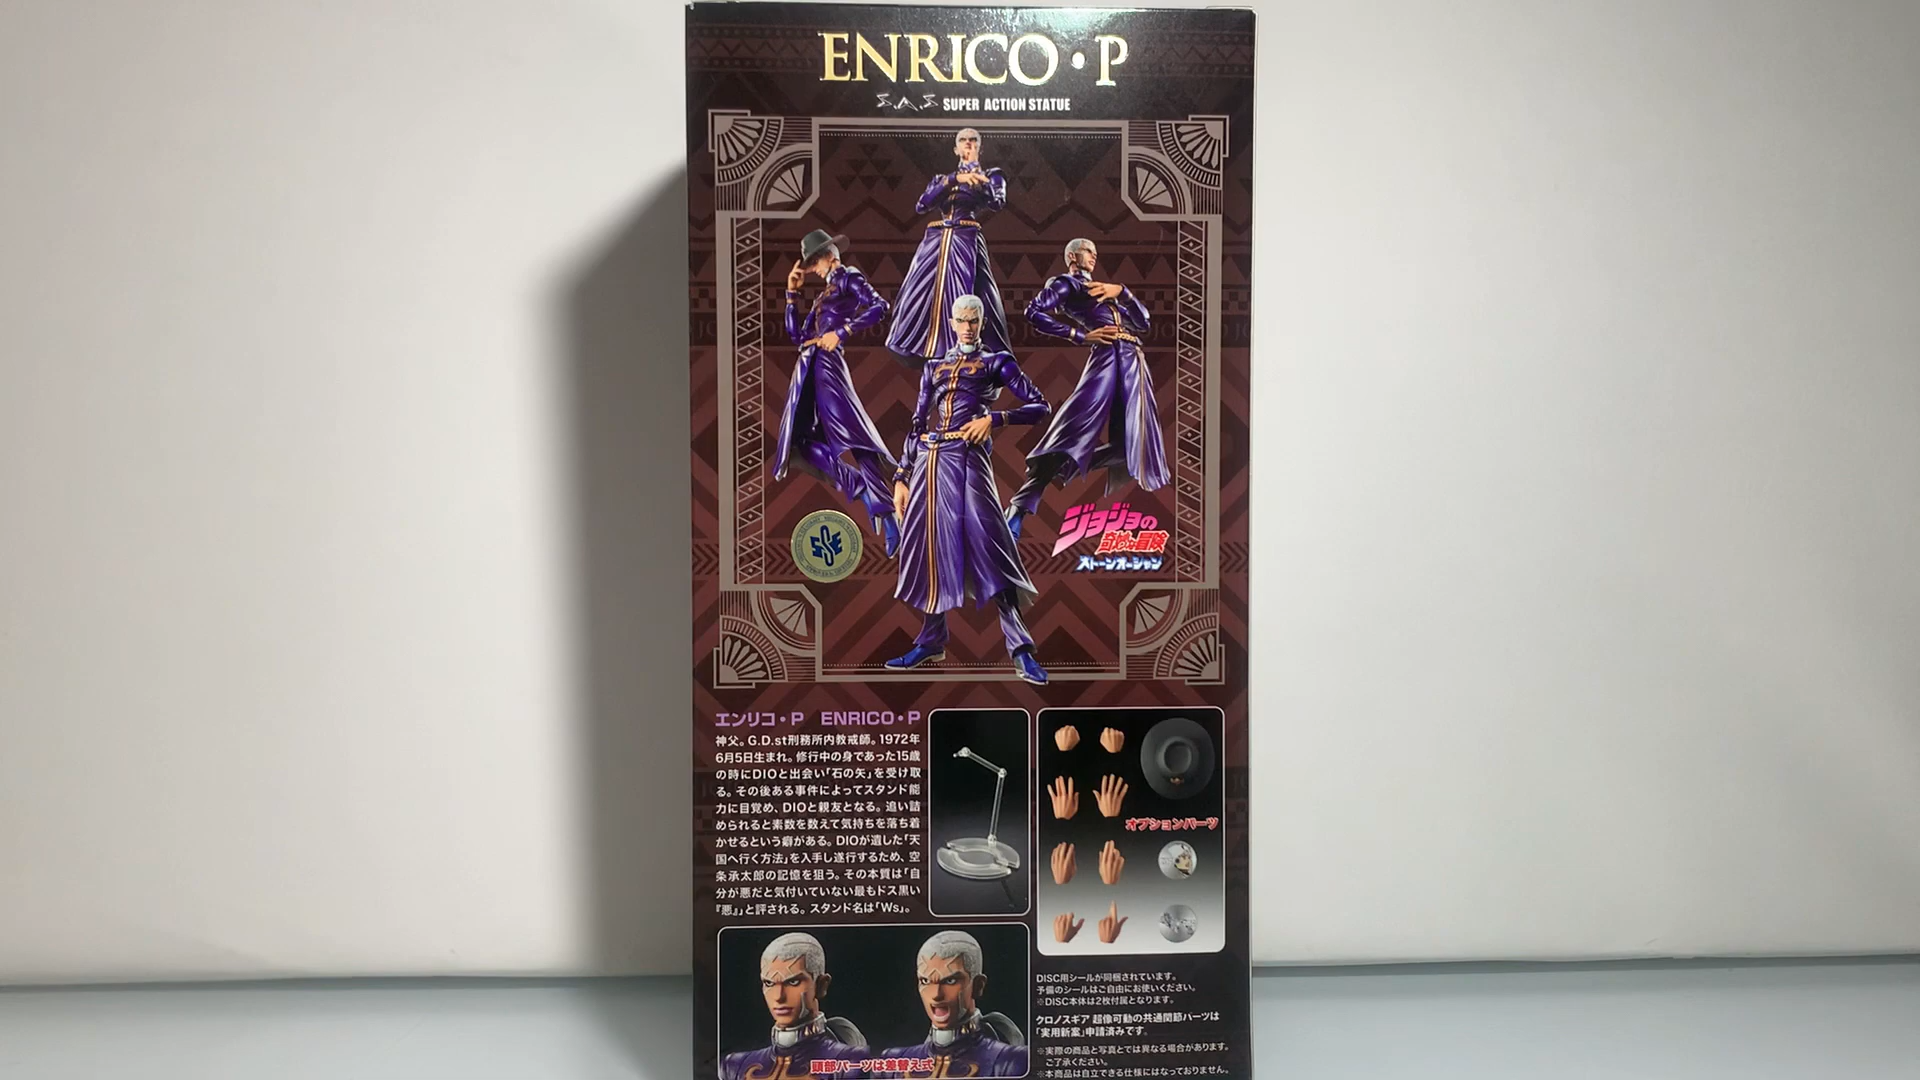 ENRICO・P
S.A.S SUPER ACTION STATUE
ジョジョの
奇妙な冒険
ストーンオーシャン
エンリコ・P ENRICO・P
神父。G.D.st刑務所内教戒師。1972年
6月5日生まれ。修行中の身であった15歳
の時にDIOと出会い「石の矢」を受け取
る。その後ある事件によってスタンド能
力に目覚め、DIOと親友となる。追い詰
められると素数を数えて気持ちを落ち着
かせるという癖がある。DIOが遺した「天
国へ行く方法」を入手し遂行するため、空
条承太郎の記憶を狙う。その本質は「自
分が悪だと気付いていない最もドス黒い
『悪』」と評される。スタンド名は「Ws」。
オプションパーツ
頭部パーツは差替え式
DISC用シールが同梱されています。
予備のシールはご自由にお使いください。
※DISC本体は2枚付属となります。
クロノスギア 超像可動の共通関節パーツは
「実用新案」申請済みです。
※実際の商品と写真とでは異なる場合があります。
ご了承ください。
※本商品は自立できる仕様にはなっておりません。